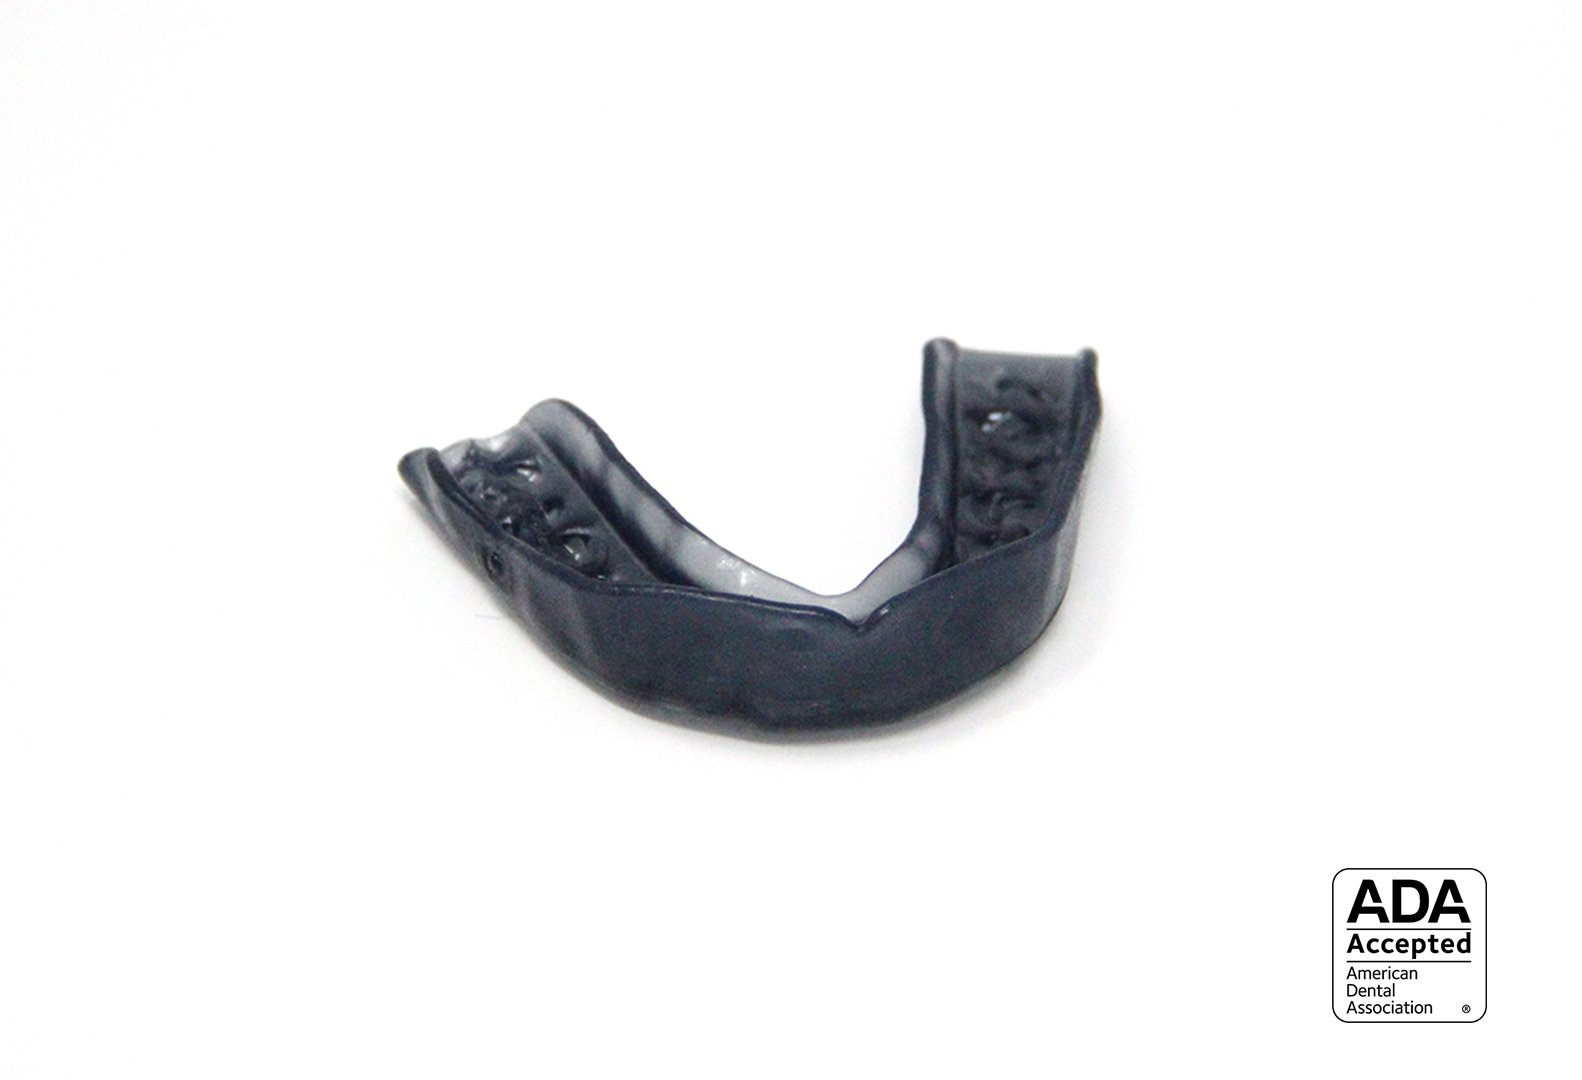 ADA
Accepted
American
Dental
Association ®